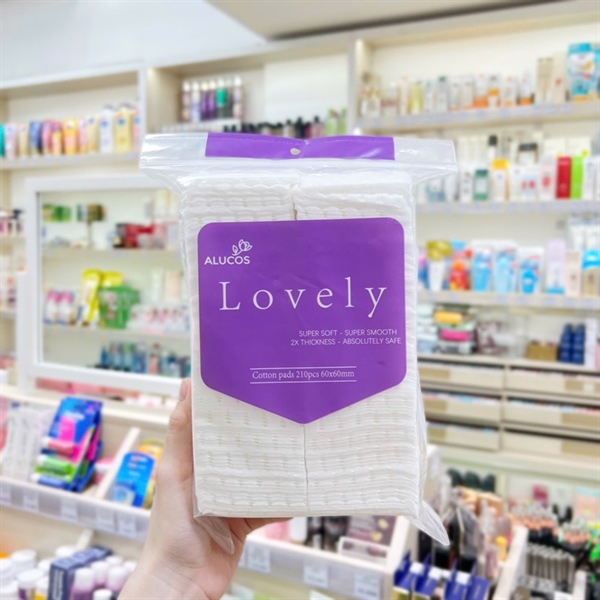 ALUCOS
Lovely
SUPER SOFT - SUPER SMOOTH
2X THICKNESS - ABSOLUTELY SAFE
Cotton pads 210pcs 60x60mm